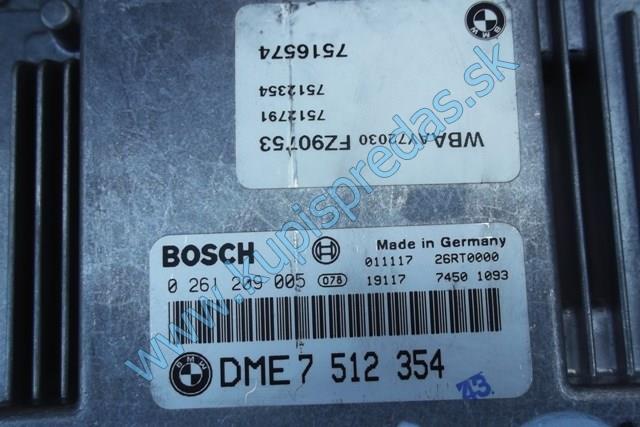 BMW
7516574
7512354
7512791
WBAAV72030 FZ90753
www.kupispredas.sk
BOSCH Made in Germany
011117 26RT0000
0 261 209 005 078 19117 7450 1093
BMW DME 7 512 354
43